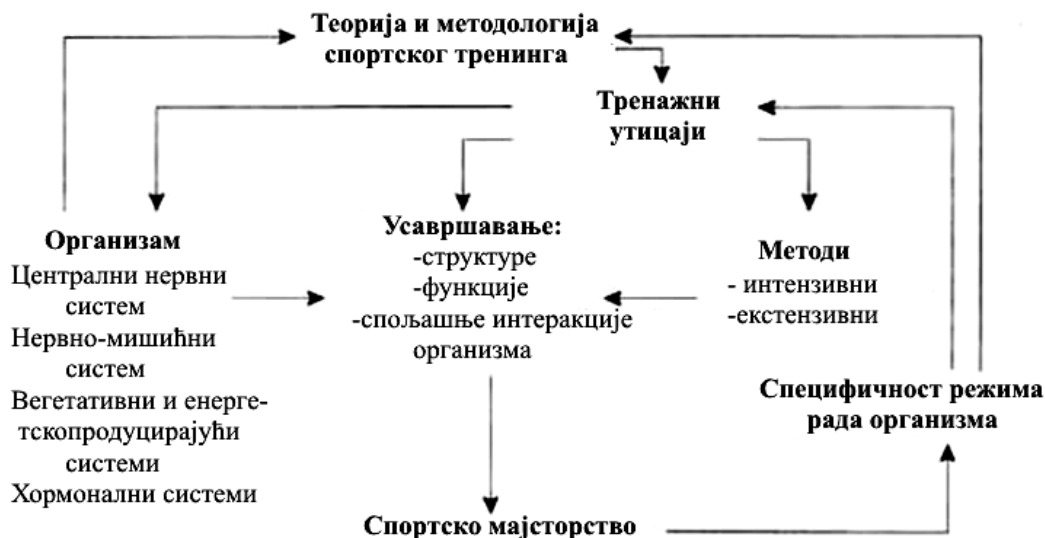 Теорија и методологија
спортског тренинга
Тренажни
утицаји
Организам
Централни нервни
систем
Нервно-мишићни
систем
Вегетативни и енерге-
тскопродуцирајући
системи
Хормонални системи
Усавршавање:
-структуре
-функције
-спољашње интеракције
организма
Методи
- интензивни
-екстензивни
Специфичност режима
рада организма
Спортско мајсторство